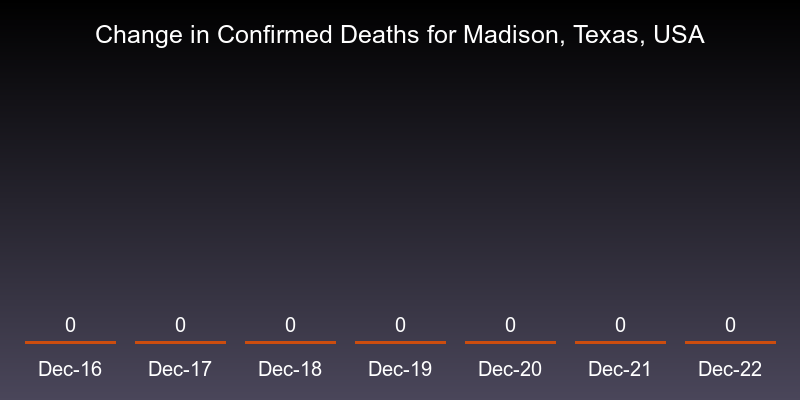 Change in Confirmed Deaths for Madison, Texas, USA
0 0 0 0 0 0 0
Dec-16 Dec-17 Dec-18 Dec-19 Dec-20 Dec-21 Dec-22